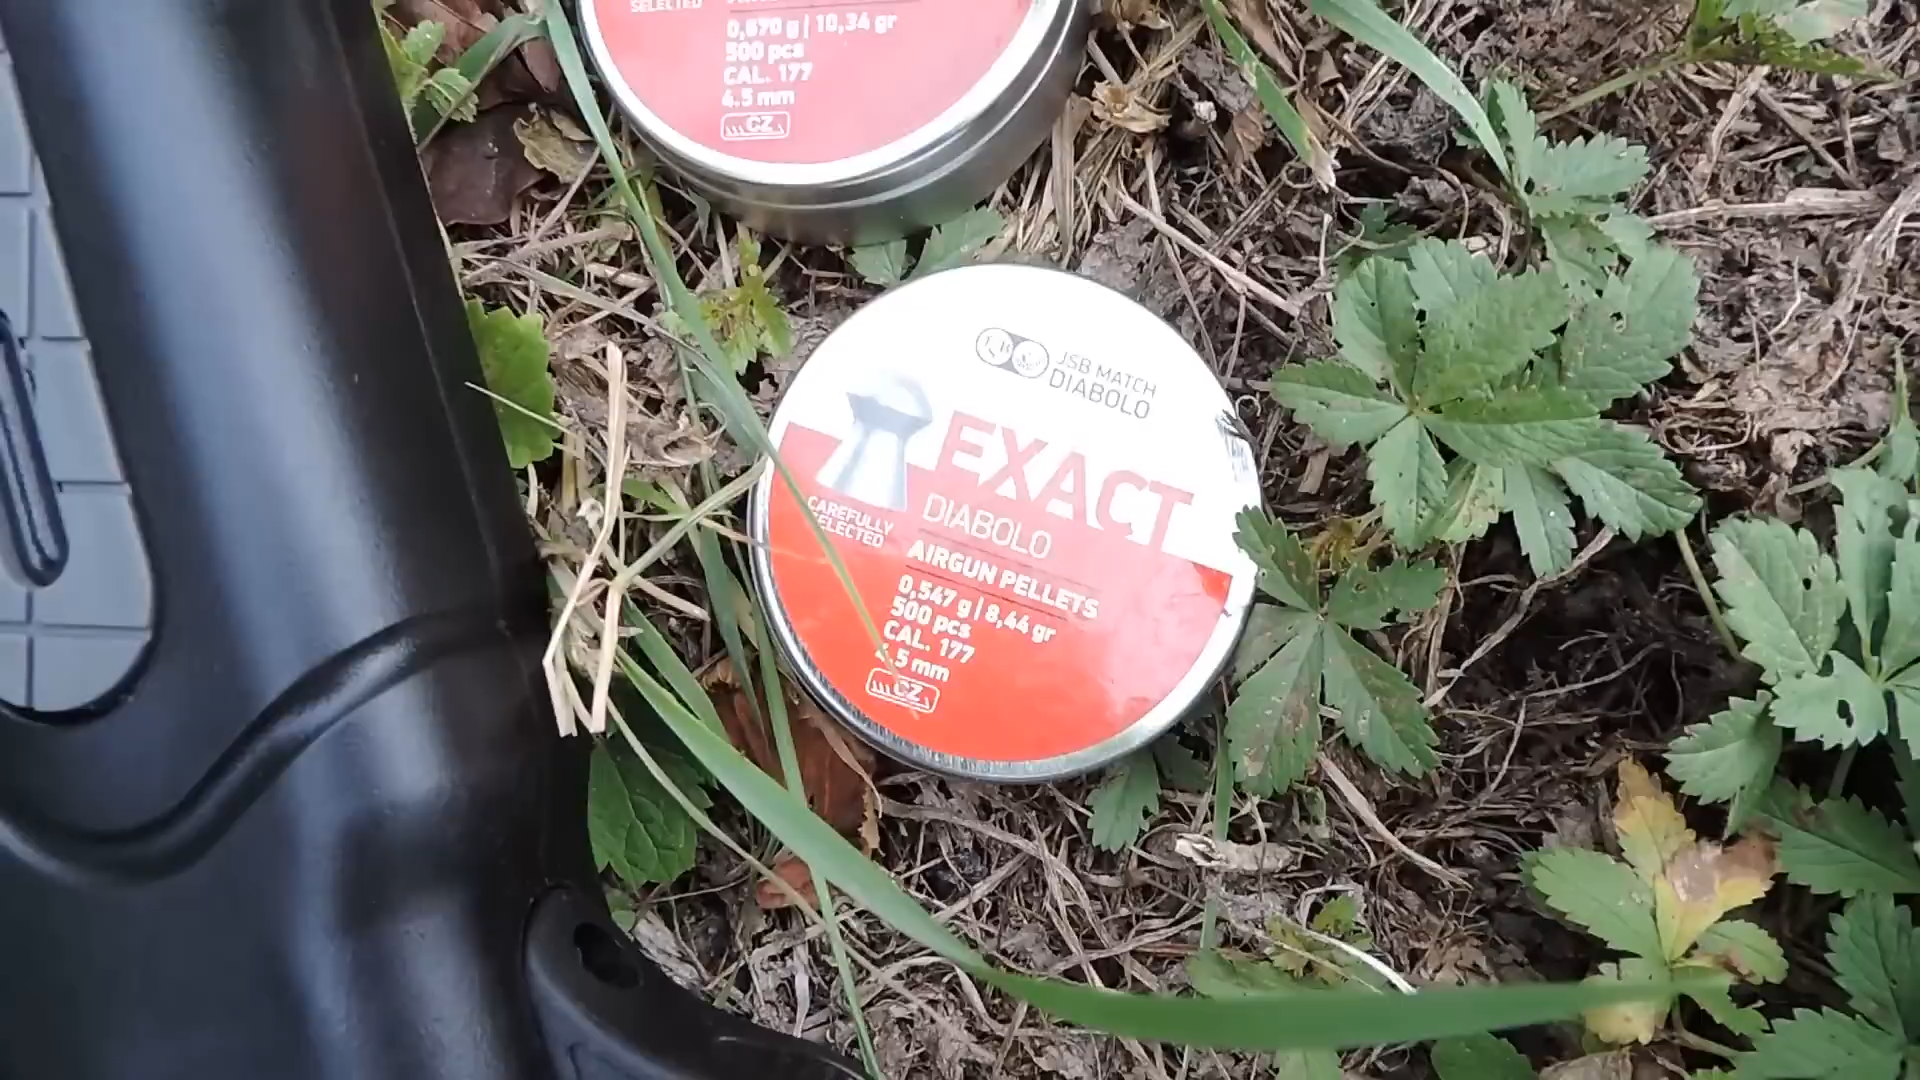 SELECTED
0,670 g | 10,34 gr
500 pcs
CAL. 177
4.5 mm
CZ
JSB MATCH
DIABOLO
EXACT
DIABOLO
CAREFULLY
SELECTED
AIRGUN PELLETS
0,547 g | 8,44 gr
500 pcs
CAL. 177
4.5 mm
CZ